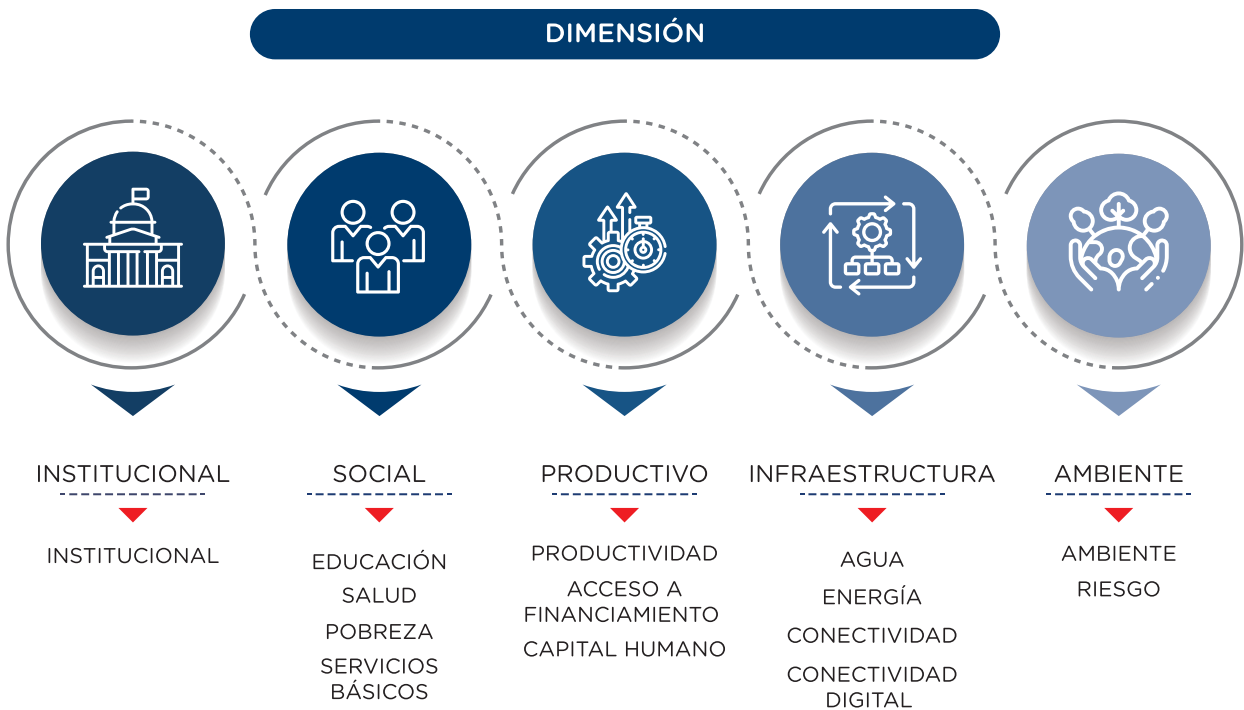 DIMENSIÓN
INSTITUCIONAL
INSTITUCIONAL
SOCIAL
EDUCACIÓN
SALUD
POBREZA
SERVICIOS
BÁSICOS
PRODUCTIVO
PRODUCTIVIDAD
ACCESO A
FINANCIAMIENTO
CAPITAL HUMANO
INFRAESTRUCTURA
AGUA
ENERGÍA
CONECTIVIDAD
CONECTIVIDAD
DIGITAL
AMBIENTE
AMBIENTE
RIESGO